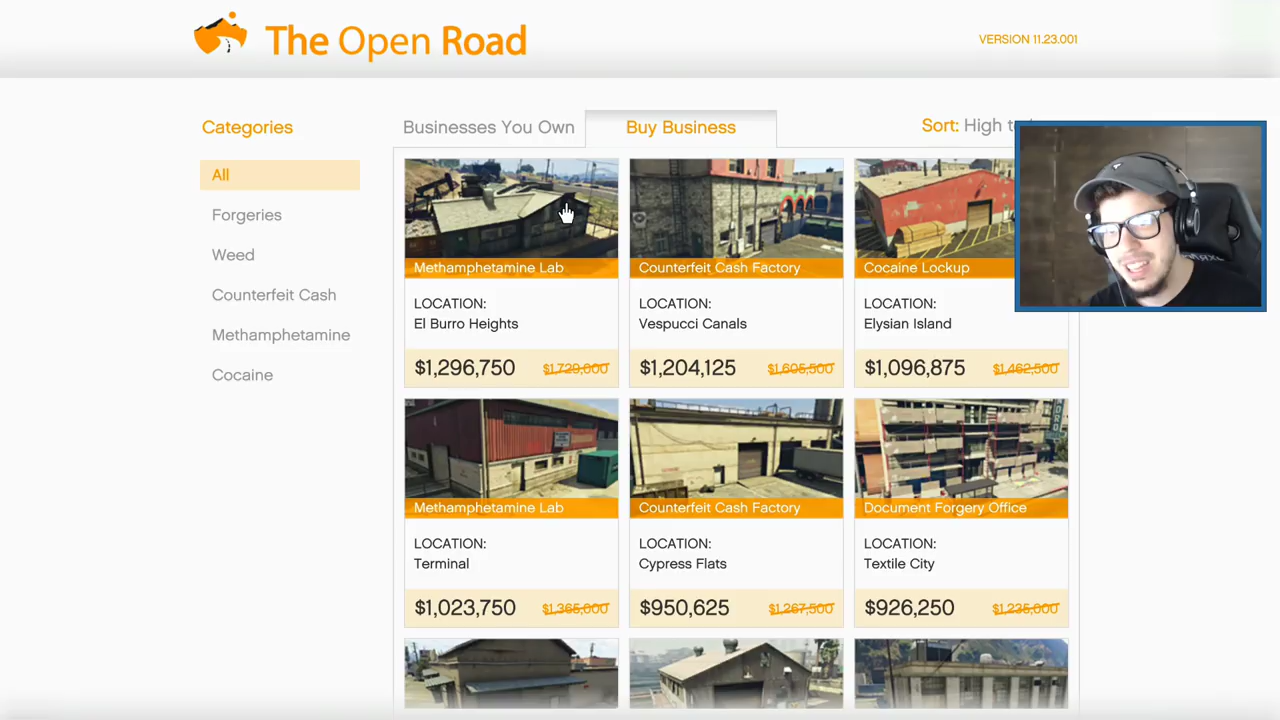 The Open Road
VERSION 11.23.001
Categories
All
Forgeries
Weed
Counterfeit Cash
Methamphetamine
Cocaine
Businesses You Own
Buy Business
Sort: High
Methamphetamine Lab
LOCATION:
El Burro Heights
$1,296,750 $1,729,000
Counterfeit Cash Factory
LOCATION:
Vespucci Canals
$1,204,125 $1,605,500
Cocaine Lockup
LOCATION:
Elysian Island
$1,096,875 $1,462,500
Methamphetamine Lab
LOCATION:
Terminal
$1,023,750 $1,365,000
Counterfeit Cash Factory
LOCATION:
Cypress Flats
$950,625 $1,267,500
Document Forgery Office
LOCATION:
Textile City
$926,250 $1,235,000